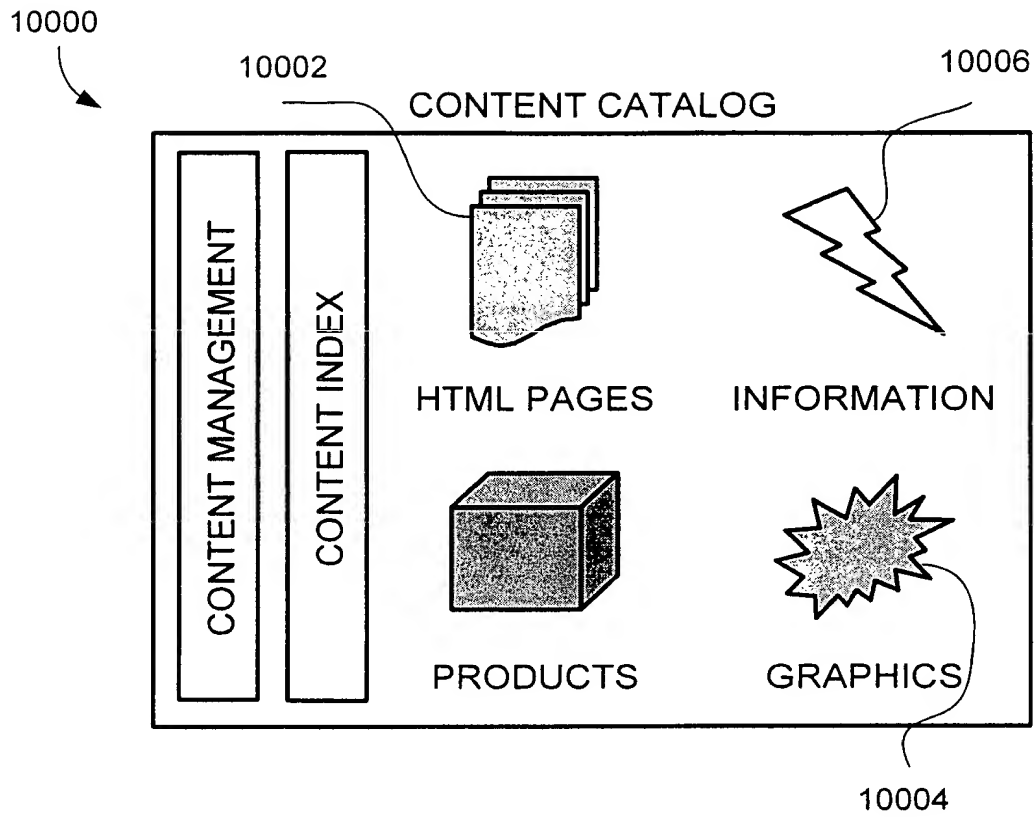 10000
10002
10006
CONTENT CATALOG
CONTENT MANAGEMENT
CONTENT INDEX
HTML PAGES
INFORMATION
PRODUCTS
GRAPHICS
10004